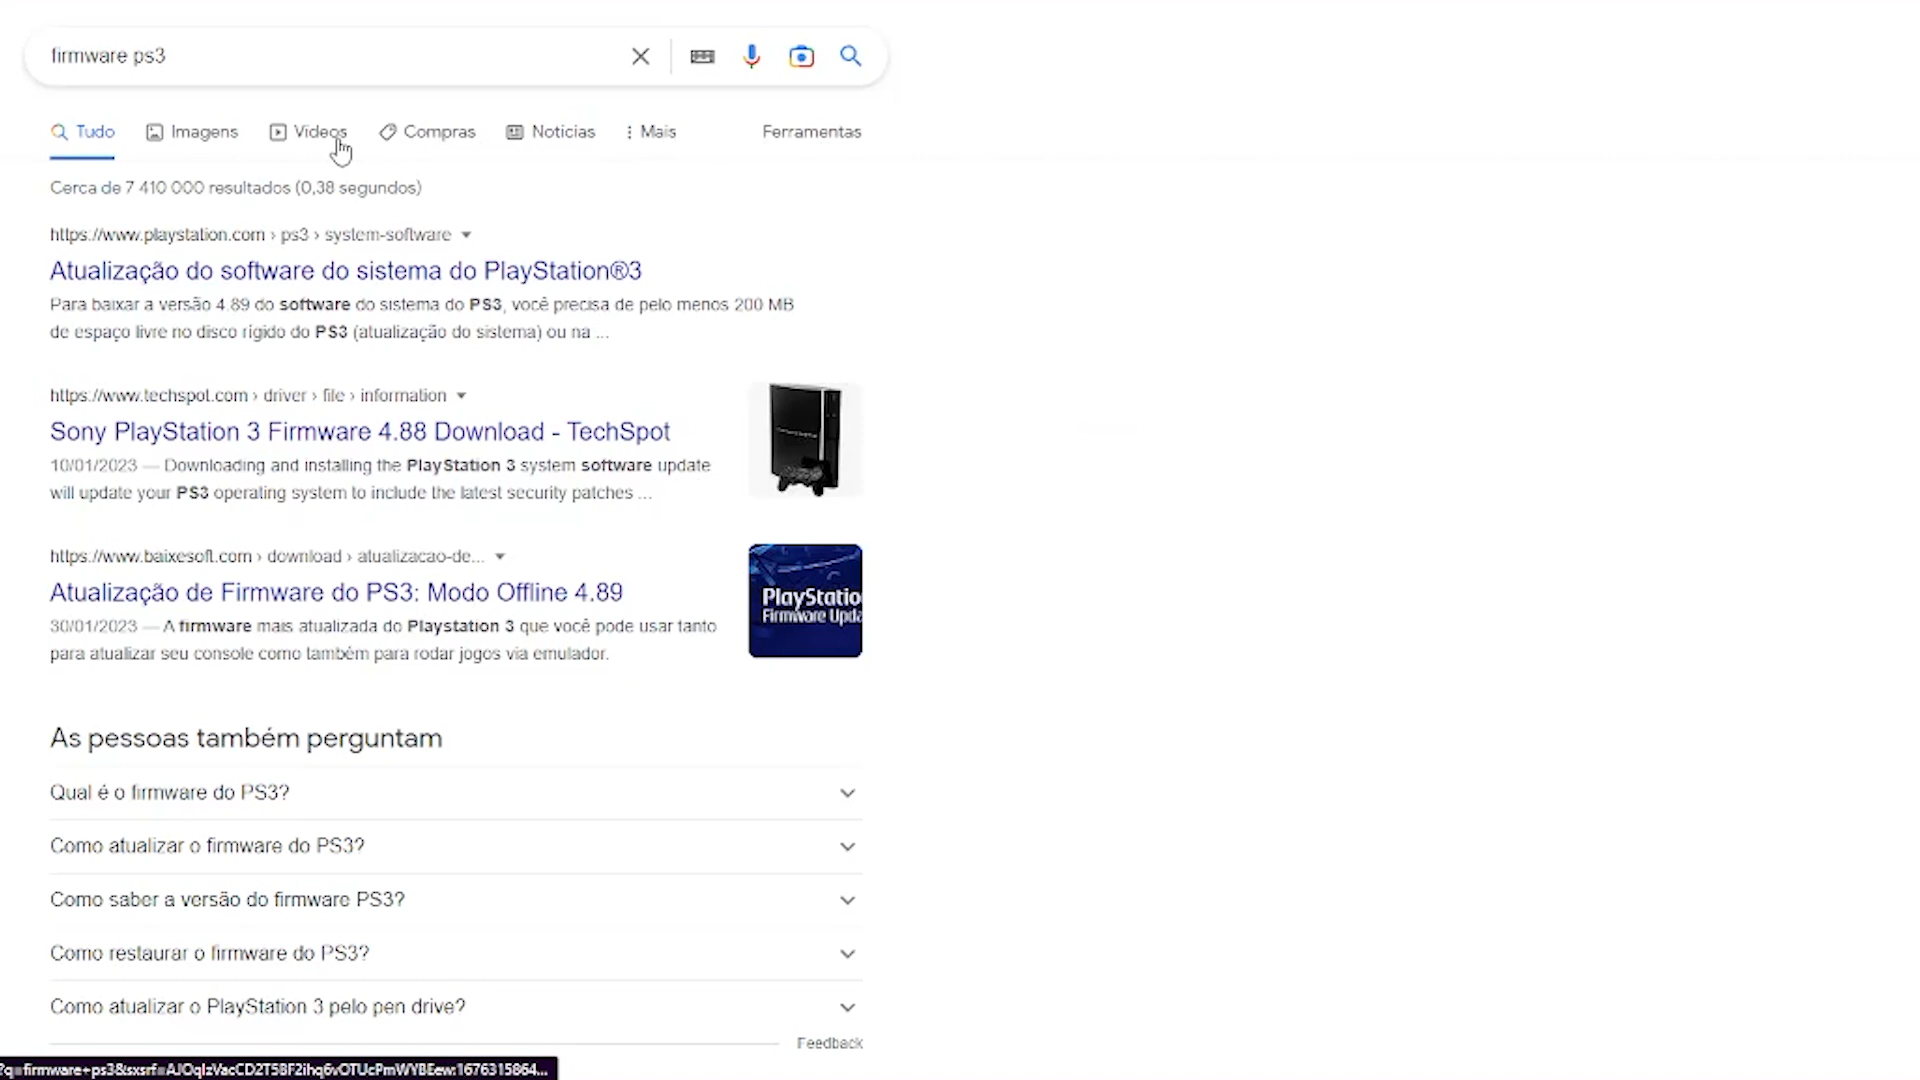 firmware ps3
Tudo Imagens Vídeos Compras Notícias Mais Ferramentas
Cerca de 7 410 000 resultados (0,38 segundos)
https://www.playstation.com › ps3 › system-software
Atualização do software do sistema do PlayStation®3
Para baixar a versão 4.89 do software do sistema do PS3, você precisa de pelo menos 200 MB
de espaço livre no disco rígido do PS3 (atualização do sistema) ou na ...
https://www.techspot.com › driver › file › information
Sony PlayStation 3 Firmware 4.88 Download - TechSpot
10/01/2023 — Downloading and installing the PlayStation 3 system software update
will update your PS3 operating system to include the latest security patches ...
https://www.baixesoft.com › download › atualizacao-de...
Atualização de Firmware do PS3: Modo Offline 4.89
30/01/2023 — A firmware mais atualizada do Playstation 3 que você pode usar tanto
para atualizar seu console como também para rodar jogos via emulador.
PlayStatio
Firmware Upda
As pessoas também perguntam
Qual é o firmware do PS3?
Como atualizar o firmware do PS3?
Como saber a versão do firmware PS3?
Como restaurar o firmware do PS3?
Como atualizar o PlayStation 3 pelo pen drive?
Feedback